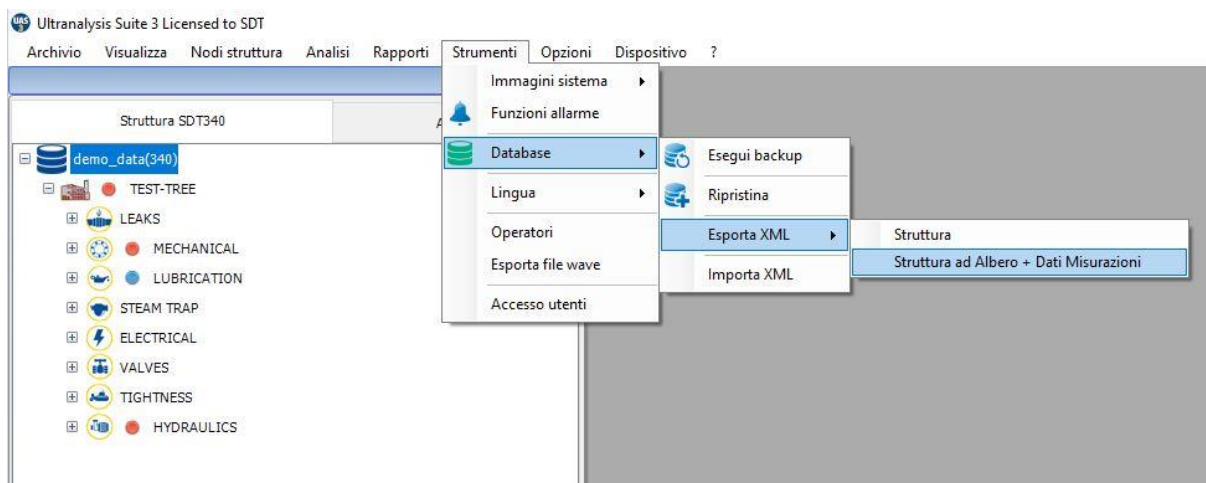 UAS
3
Ultranalysis Suite 3 Licensed to SDT
Archivio Visualizza Nodi struttura Analisi Rapporti Strumenti Opzioni Dispositivo ?
Struttura SDT340
A
demo_data(340)
TEST-TREE
LEAKS
MECHANICAL
LUBRICATION
STEAM TRAP
ELECTRICAL
VALVES
TIGHTNESS
HYDRAULICS
Immagini sistema
Funzioni allarme
Database
Lingua
Operatori
Esporta file wave
Accesso utenti
Esegui backup
Ripristina
Esporta XML
Importa XML
Struttura
Struttura ad Albero + Dati Misurazioni